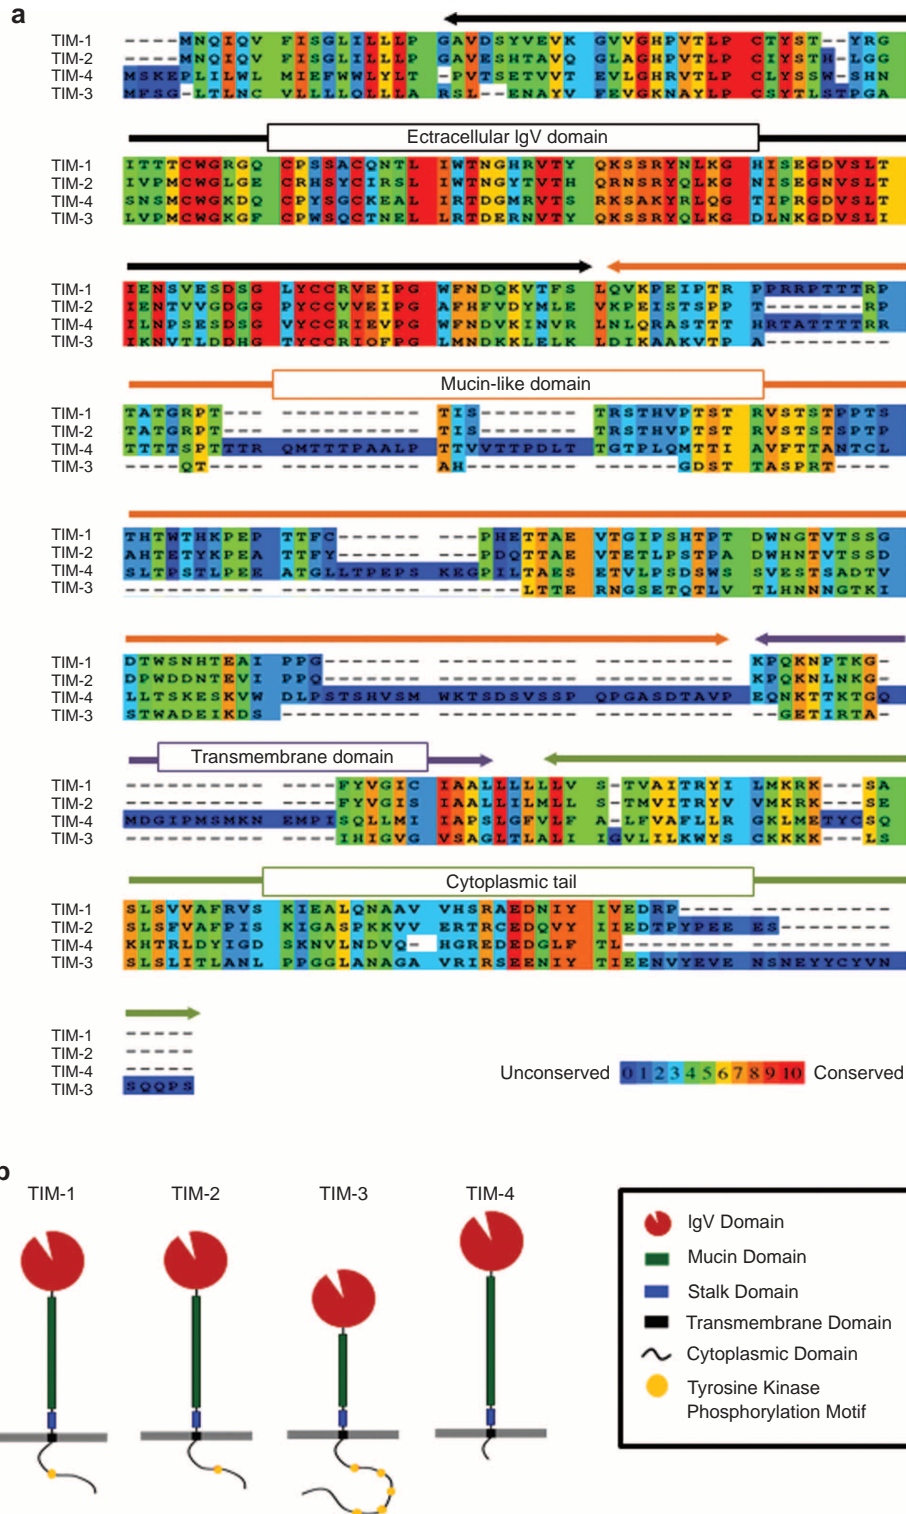 a
TIM-1 ----MNQIQV FISGLILLLP GAVDSYVEVK GVVGHPVTLP CTYST--YRG
TIM-2 ----MNQIQV FISGLILLLP GAVESHTAVQ GLAGHPVTLP CIYSTH-LGG
TIM-4 MSKEPLILWL MIEFWWLYLT -PVTSETVVT EVLGHRVTLP CLYSSW-SHN
TIM-3 MFSG-LTLNC VLLLLQLLLA RSL--ENAYV FEVGKNAYLP CSYTLSTPGA
Ectracellular IgV domain
TIM-1 ITTTCWGRGQ CPSSACQNTL IWTNGHRVTY QKSSRYNLKG HISEGDVSLT
TIM-2 IVPMCWGLGE CRHSYCIRSL IWTNGYTVTH QRNSRYQLKG NISEGNVSLT
TIM-4 SNSMCWGKDQ CPYSGCKEAL IRTDGMRVTS RKSAKYRLQG TIPRGDVSLT
TIM-3 LVPMCWGKGF CPWSQCTNEL LRTDERNVTY QKSSRYQLKG DLNKGDVSLI
TIM-1 IENSVESDSG LYCCRVEIPG WFNDQKVTFS LQVKPEIPTR PPRRPTTTRP
TIM-2 IENTVVGDSG PYCCVVEIPG AFHFVDYMLE VKPEISTSPP T-------RP
TIM-4 ILNPSESDSG VYCCRIEVPG WFNDVKINVR LNLQRASTTT HRTATTTTRR
TIM-3 IKNVTLDDHG TYCCRIQFPG LMNDKKLELK LDIKAAKVTP A---------
Mucin-like domain
TIM-1 TATGRPT--- ---------- TIS------- TRSTHVPTST RVSTSTPPTS
TIM-2 TATGRPT--- ---------- TIS------- TRSTHVPTST RVSTSTSPTP
TIM-4 TTTTSPTTTR QMTTTPAALP TTVVTTPDLT TGTPLQMTTI AVFTTANTCL
TIM-3 ----QT---- ---------- AH-------- ------GDST TASPRT----
TIM-1 THTWTHKPEP TTFC------ ---PHETTAE VTGIPSHTPT DWNGTVTSSG
TIM-2 AHTETYKPEA TTFY------ ---PDQTTAE VTETLPSTPA DWHNTVTSSD
TIM-4 SLTPSTLPEE ATGLLTPEPS KEGPILTAES ETVLPSDSWS SVESTSADTV
TIM-3 ---------- ---------- ------LTTE RNGSETQTLV TLHNNNGTKI
TIM-1 DTWSNHTEAI PPG------- ---------- ---------- KPQKNPTKG-
TIM-2 DPWDDNTEVI PPQ------- ---------- ---------- KPQKNLNKG-
TIM-4 LLTSKESKVW DLPSTSHVSM WKTSDSVSSP QPGASDTAVP EQNKTTKTGQ
TIM-3 STWADEIKDS ---------- ---------- ---------- --GETIRTA-
Transmembrane domain
TIM-1 ---------- ----FYVGIC IAALLLLLLV S-TVAITRYI LMKRK---SA
TIM-2 ---------- ----FYVGIS IAALLILMLL S-TMVITRYI VMKRK---SE
TIM-4 MDGIPMSMKN EMPISQLLMI IAPSLGFVLF A-LFVAFLLR GKLMETYCSQ
TIM-3 ---------- ----IHIGVG VSAGLTLALI IGVLILKWYS CKKKK---LS
Cytoplasmic tail
TIM-1 SLSVVAFRVS KIEALQNAAV VHSRAEDNIY IVEDRP---- ----------
TIM-2 SLSFVAFPIS KIGASPKKVV ERTRCEDQVY IIEDTPYPEE ES--------
TIM-4 KHTRLDYIGD SKNVLNDVQ- HGREDEDGLF TL-------- ----------
TIM-3 SLSLITLANL PPGGLANAGA VRIRSEENIY TIEENVYEVE NSNEYYCYVN
TIM-1 -----
TIM-2 -----
TIM-4 -----
TIM-3 SQQPS
Unconserved 0 1 2 3 4 5 6 7 8 9 10 Conserved
b
TIM-1 TIM-2 TIM-3 TIM-4
IgV Domain
Mucin Domain
Stalk Domain
Transmembrane Domain
Cytoplasmic Domain
Tyrosine Kinase
Phosphorylation Motif